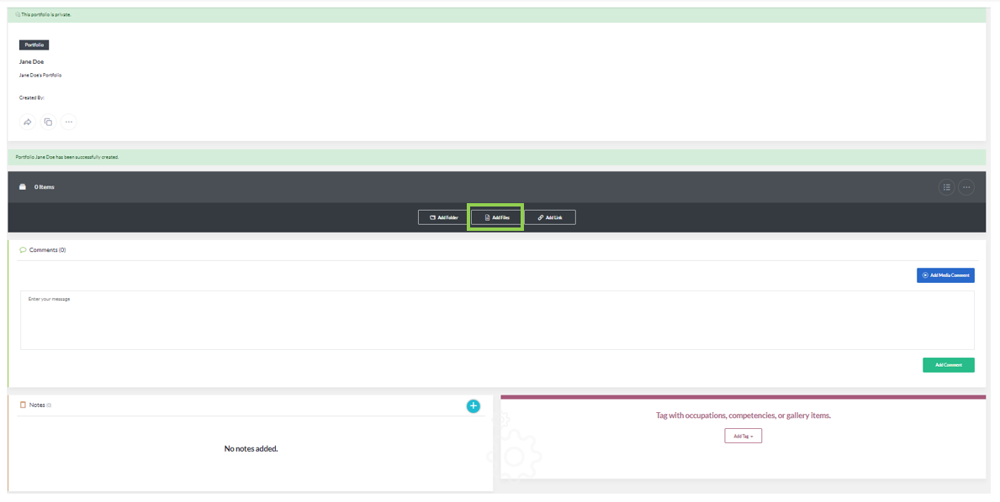 This portfolio is private.
Portfolio
Jane Doe
Jane Doe's Portfolio
Created By:
Portfolio Jane Doe has been successfully created.
0 Items
Add Folder
Add Files
Add Link
Comments (0)
Add Media Comment
Enter your message
Add Comment
Notes
No notes added.
Tag with occupations, competencies, or gallery items.
Add Tag